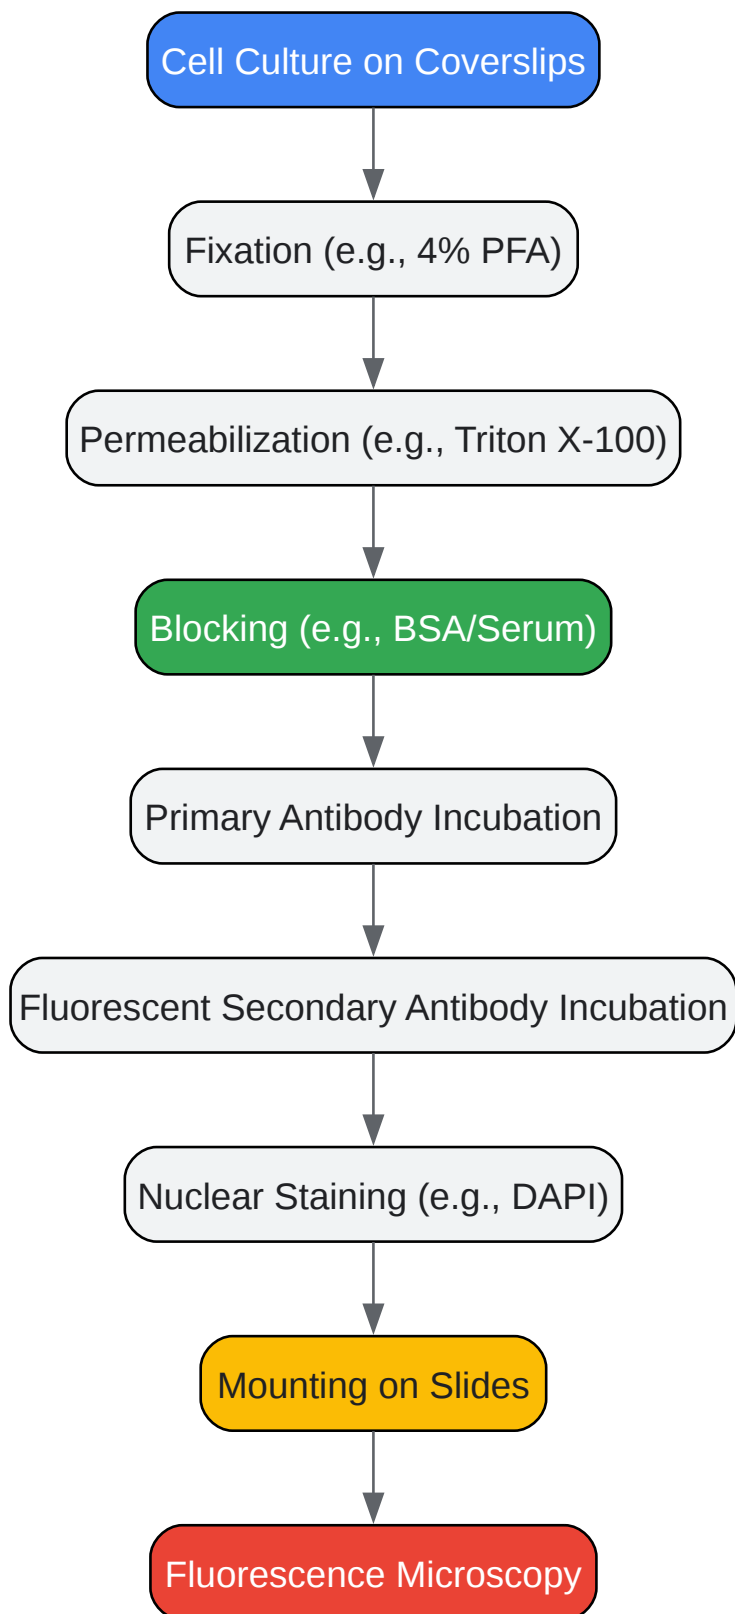 Cell Culture on Coverslips
Fixation (e.g., 4% PFA)
Permeabilization (e.g., Triton X-100)
Blocking (e.g., BSA/Serum)
Primary Antibody Incubation
Fluorescent Secondary Antibody Incubation
Nuclear Staining (e.g., DAPI)
Mounting on Slides
Fluorescence Microscopy